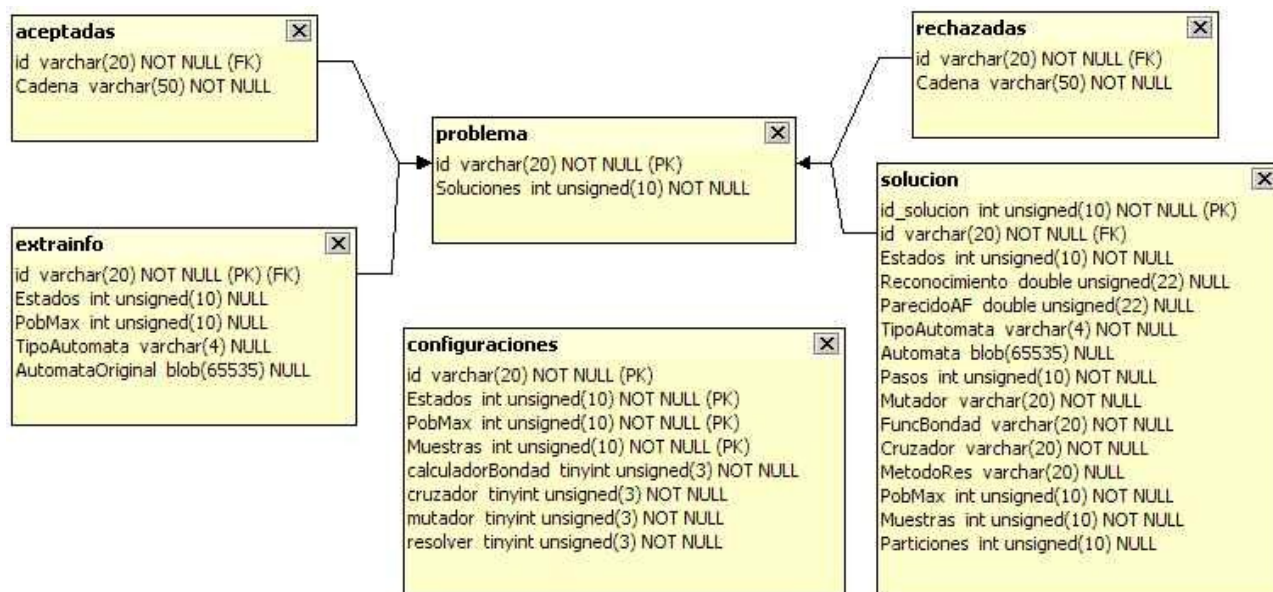 aceptadas
id varchar(20) NOT NULL (FK)
Cadena varchar(50) NOT NULL
rechazadas
id varchar(20) NOT NULL (FK)
Cadena varchar(50) NOT NULL
problema
id varchar(20) NOT NULL (PK)
Soluciones int unsigned(10) NOT NULL
extrainfo
id varchar(20) NOT NULL (PK) (FK)
Estados int unsigned(10) NULL
PobMax int unsigned(10) NULL
TipoAutomata varchar(4) NULL
AutomataOriginal blob(65535) NULL
solucion
id_solucion int unsigned(10) NOT NULL (PK)
id varchar(20) NOT NULL (FK)
Estados int unsigned(10) NOT NULL
Reconocimiento double unsigned(22) NULL
ParecidoAF double unsigned(22) NULL
TipoAutomata varchar(4) NOT NULL
Automata blob(65535) NULL
Pasos int unsigned(10) NOT NULL
Mutador varchar(20) NOT NULL
FuncBondad varchar(20) NOT NULL
Cruzador varchar(20) NOT NULL
MetodoRes varchar(20) NULL
PobMax int unsigned(10) NOT NULL
Muestras int unsigned(10) NOT NULL
Particiones int unsigned(10) NULL
configuraciones
id varchar(20) NOT NULL (PK)
Estados int unsigned(10) NOT NULL (PK)
PobMax int unsigned(10) NOT NULL (PK)
Muestras int unsigned(10) NOT NULL (PK)
calculadorBondad tinyint unsigned(3) NOT NULL
cruzador tinyint unsigned(3) NOT NULL
mutador tinyint unsigned(3) NOT NULL
resolver tinyint unsigned(3) NOT NULL